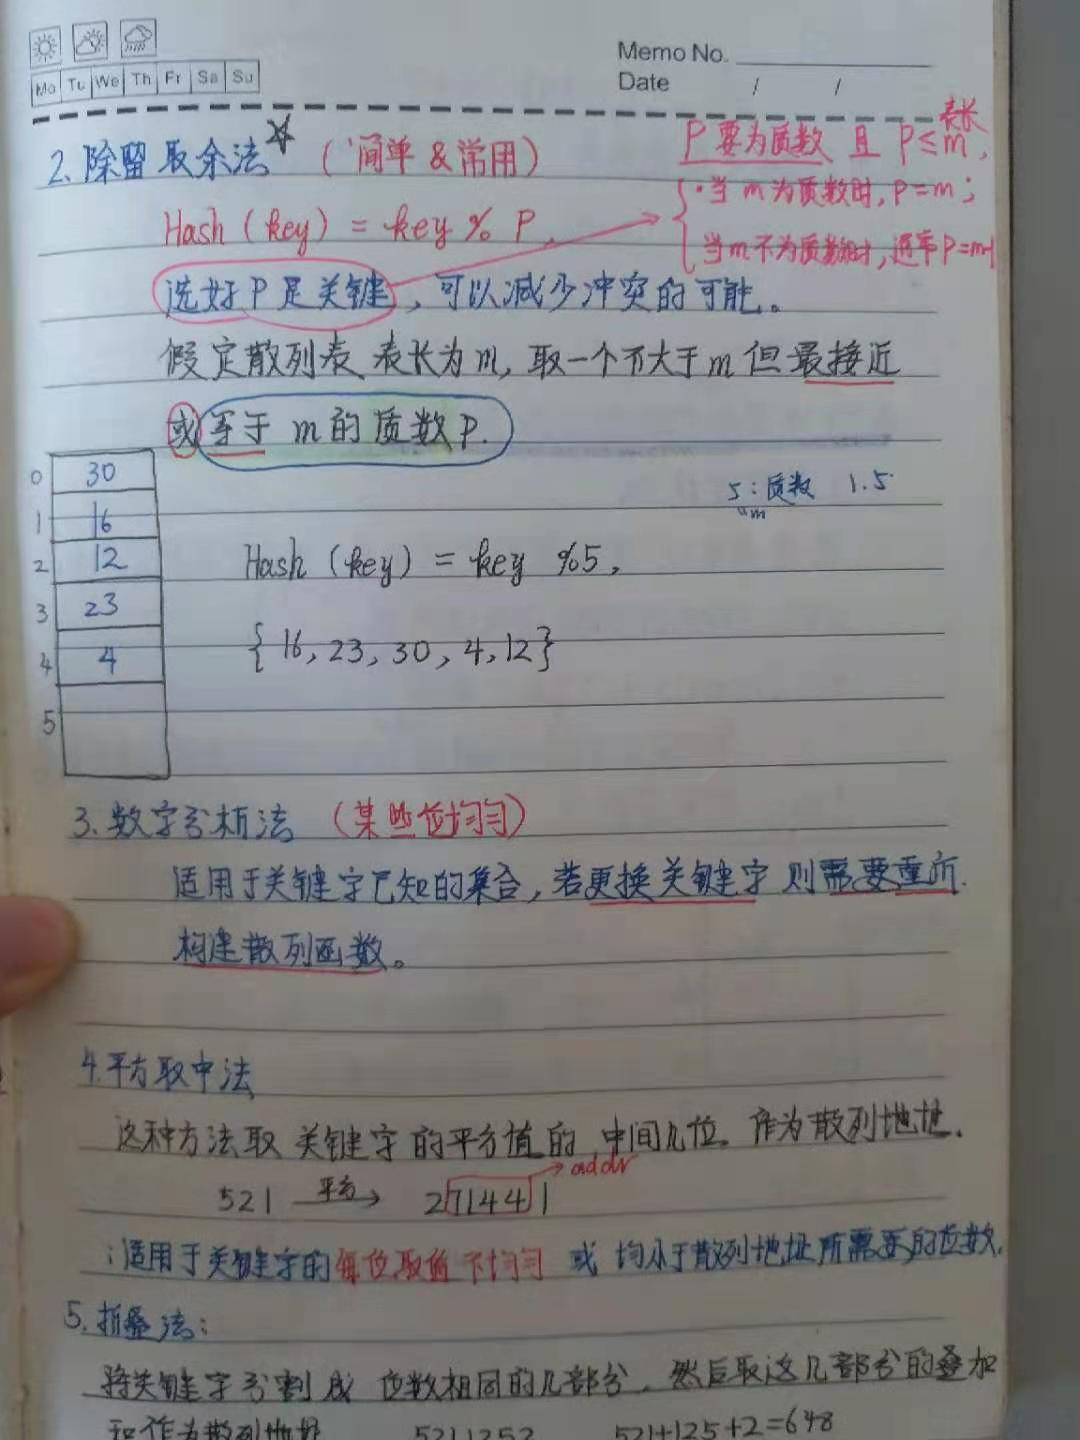 Memo No.
Mo Tu We Th Fr Sa Su
Date / /
2. 除留取余法 (简单&常用)
P要为质数 且 P≤m,
表长
Hash (key) = key % P,
·当m为质数时, P=m;
当m不为质数时, 通常P=m-1
选好P是关键, 可以减少冲突的可能。
假定散列表 表长为m, 取一个不大于m但最接近
或等于 m的质数P.
5:质数 1.5
m
0 30
1 16
2 12
3 23
4 4
5
Hash (key) = key %5,
{16, 23, 30, 4, 12}
3. 数字分析法 (某些位均匀)
适用于关键字已知的集合, 若更换关键字 则需要重新
构建散列函数。
4. 平方取中法
这种方法取 关键字的平方值的 中间几位 作为散列地址.
addr
521 平方→ 271441
:适用于关键字的每位取值不均匀 或 均小于散列地址所需要的位数.
5. 折叠法:
将关键字分割成 位数相同的几部分, 然后取这几部分的叠加
和作为散列地址 5211252 521+125+2=648